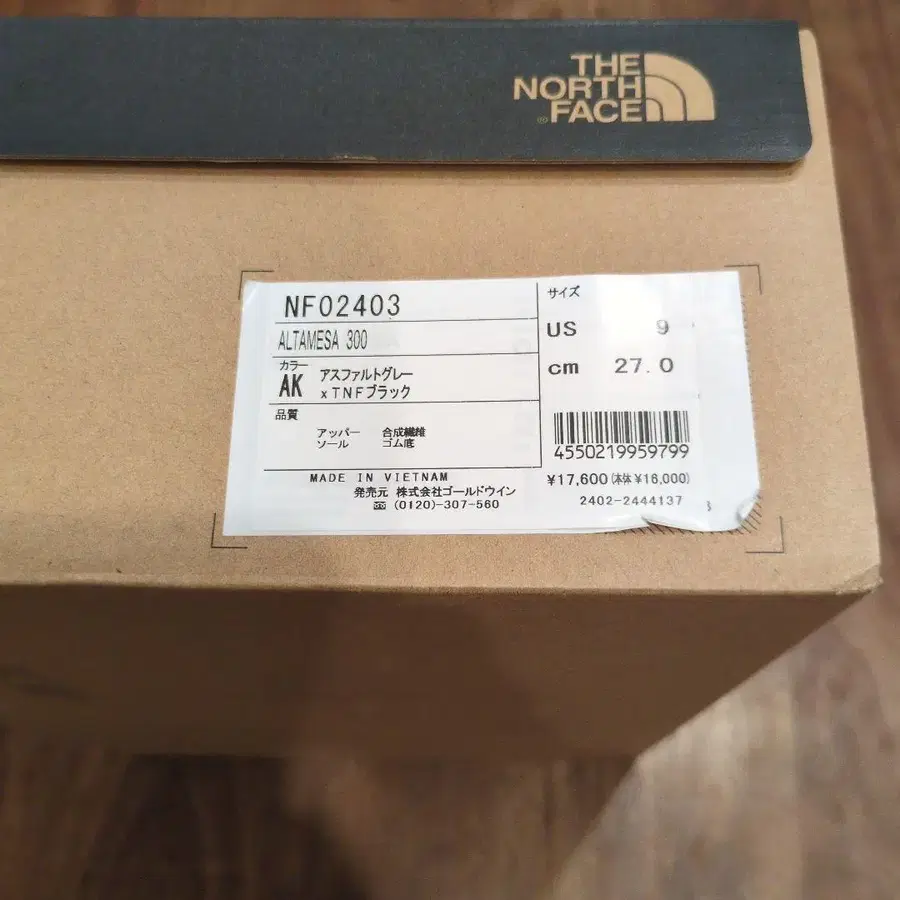 THE
NORTH
FACE
®
NF02403
ALTAMESA 300
カラー
AK アスファルトグレー
xTNFブラック
品質
アッパー 合成繊維
ソール ゴム底
MADE IN VIETNAM
発売元 株式会社ゴールドウイン
(0120)-307-560
サイズ
US 9
cm 27.0
4550219959799
¥17,600(本体¥16,000)
2402-2444137